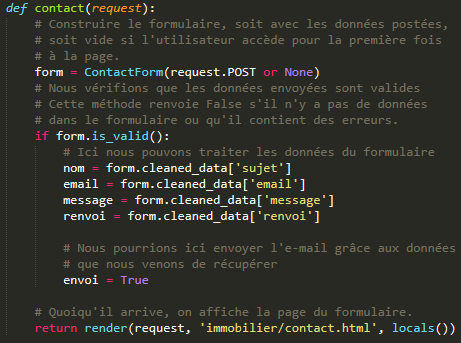 def contact(request):
    # Construire le formulaire, soit avec les données postées,
    # soit vide si l'utilisateur accède pour la première fois
    # à la page.
    form = ContactForm(request.POST or None)
    # Nous vérifions que les données envoyées sont valides
    # Cette méthode renvoie False s'il n'y a pas de données
    # dans le formulaire ou qu'il contient des erreurs.
    if form.is_valid():
        # Ici nous pouvons traiter les données du formulaire
        nom = form.cleaned_data['sujet']
        email = form.cleaned_data['email']
        message = form.cleaned_data['message']
        renvoi = form.cleaned_data['renvoi']

        # Nous pourrions ici envoyer l'e-mail grâce aux données
        # que nous venons de récupérer
        envoi = True

    # Quoiqu'il arrive, on affiche la page du formulaire.
    return render(request, 'immobilier/contact.html', locals())